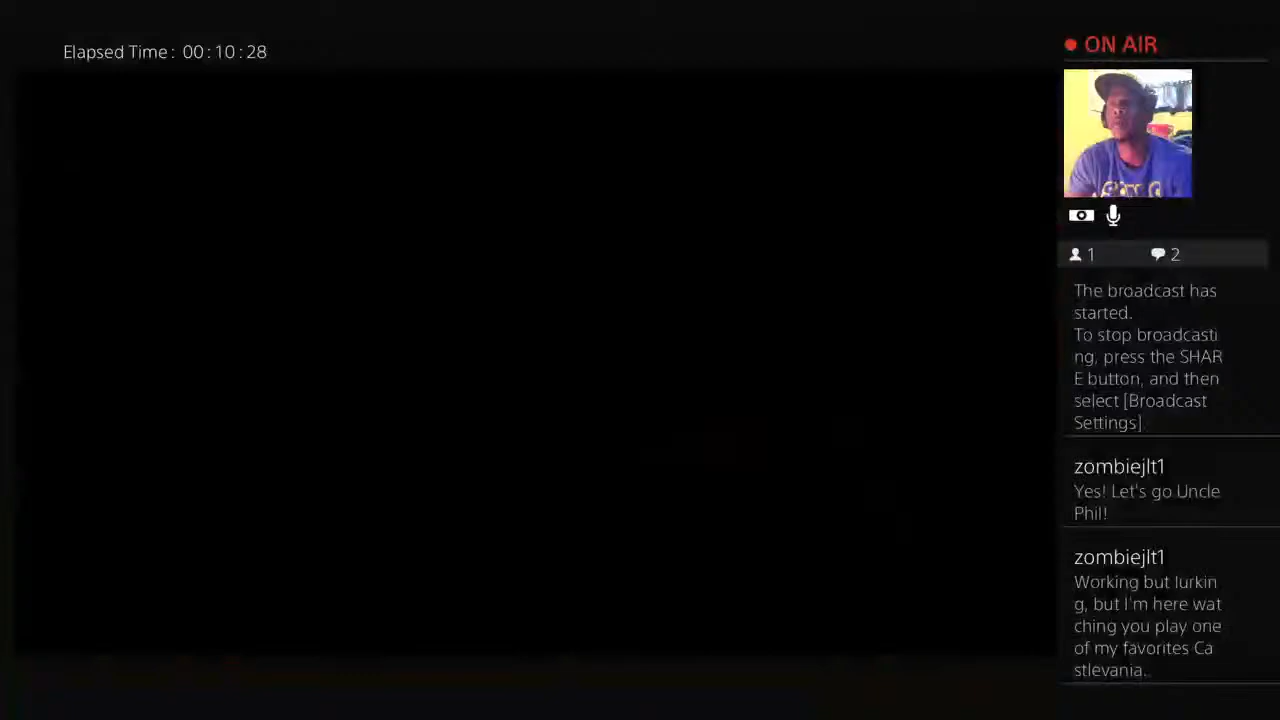 Elapsed Time: 00:10:28
ON AIR
1
2
The broadcast has
started.
To stop broadcasti
ng, press the SHAR
E button, and then
select [Broadcast
Settings].
zombiejlt1
Yes! Let's go Uncle
Phil!
zombiejlt1
Working but lurkin
g, but I'm here wat
ching you play one
of my favorites Ca
stlevania.